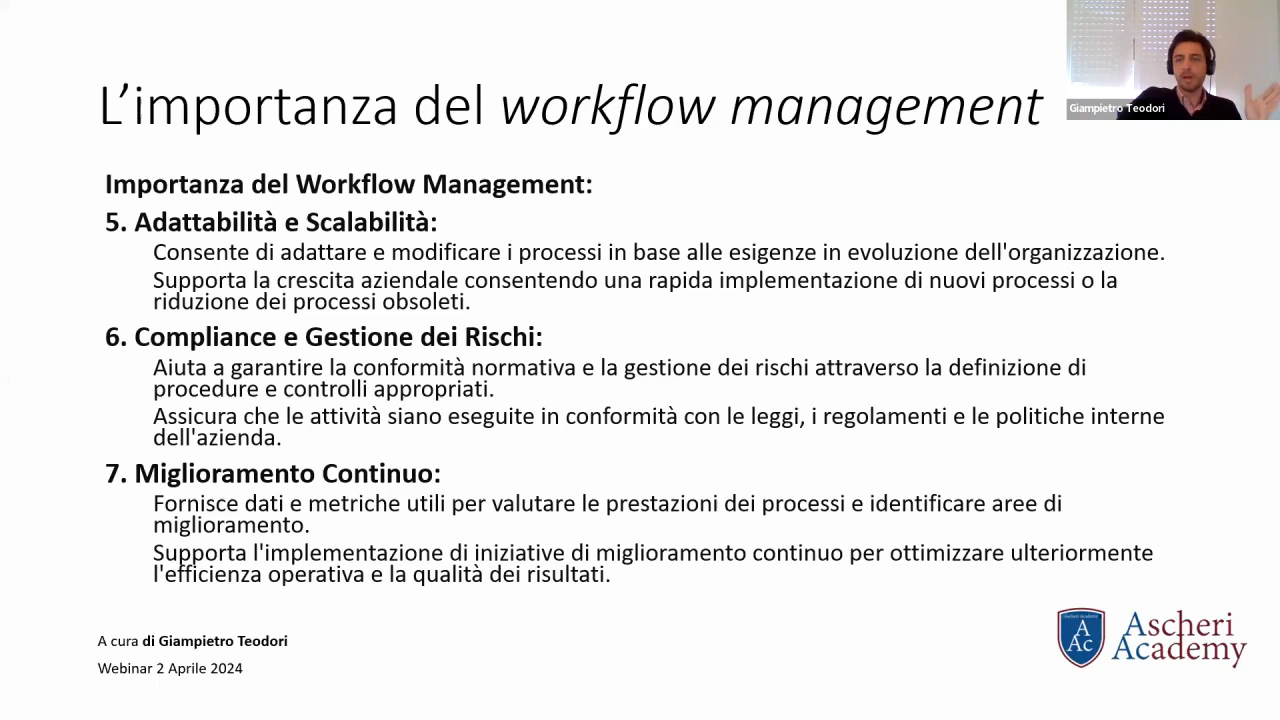 L'importanza del workflow management
Giampietro Teodori
Importanza del Workflow Management:
5. Adattabilità e Scalabilità:
Consente di adattare e modificare i processi in base alle esigenze in evoluzione dell'organizzazione.
Supporta la crescita aziendale consentendo una rapida implementazione di nuovi processi o la
riduzione dei processi obsoleti.
6. Compliance e Gestione dei Rischi:
Aiuta a garantire la conformità normativa e la gestione dei rischi attraverso la definizione di
procedure e controlli appropriati.
Assicura che le attività siano eseguite in conformità con le leggi, i regolamenti e le politiche interne
dell'azienda.
7. Miglioramento Continuo:
Fornisce dati e metriche utili per valutare le prestazioni dei processi e identificare aree di
miglioramento.
Supporta l'implementazione di iniziative di miglioramento continuo per ottimizzare ulteriormente
l'efficienza operativa e la qualità dei risultati.
A cura di Giampietro Teodori
Webinar 2 Aprile 2024
Ascheri Academy
A
Ac
Ascheri
Academy